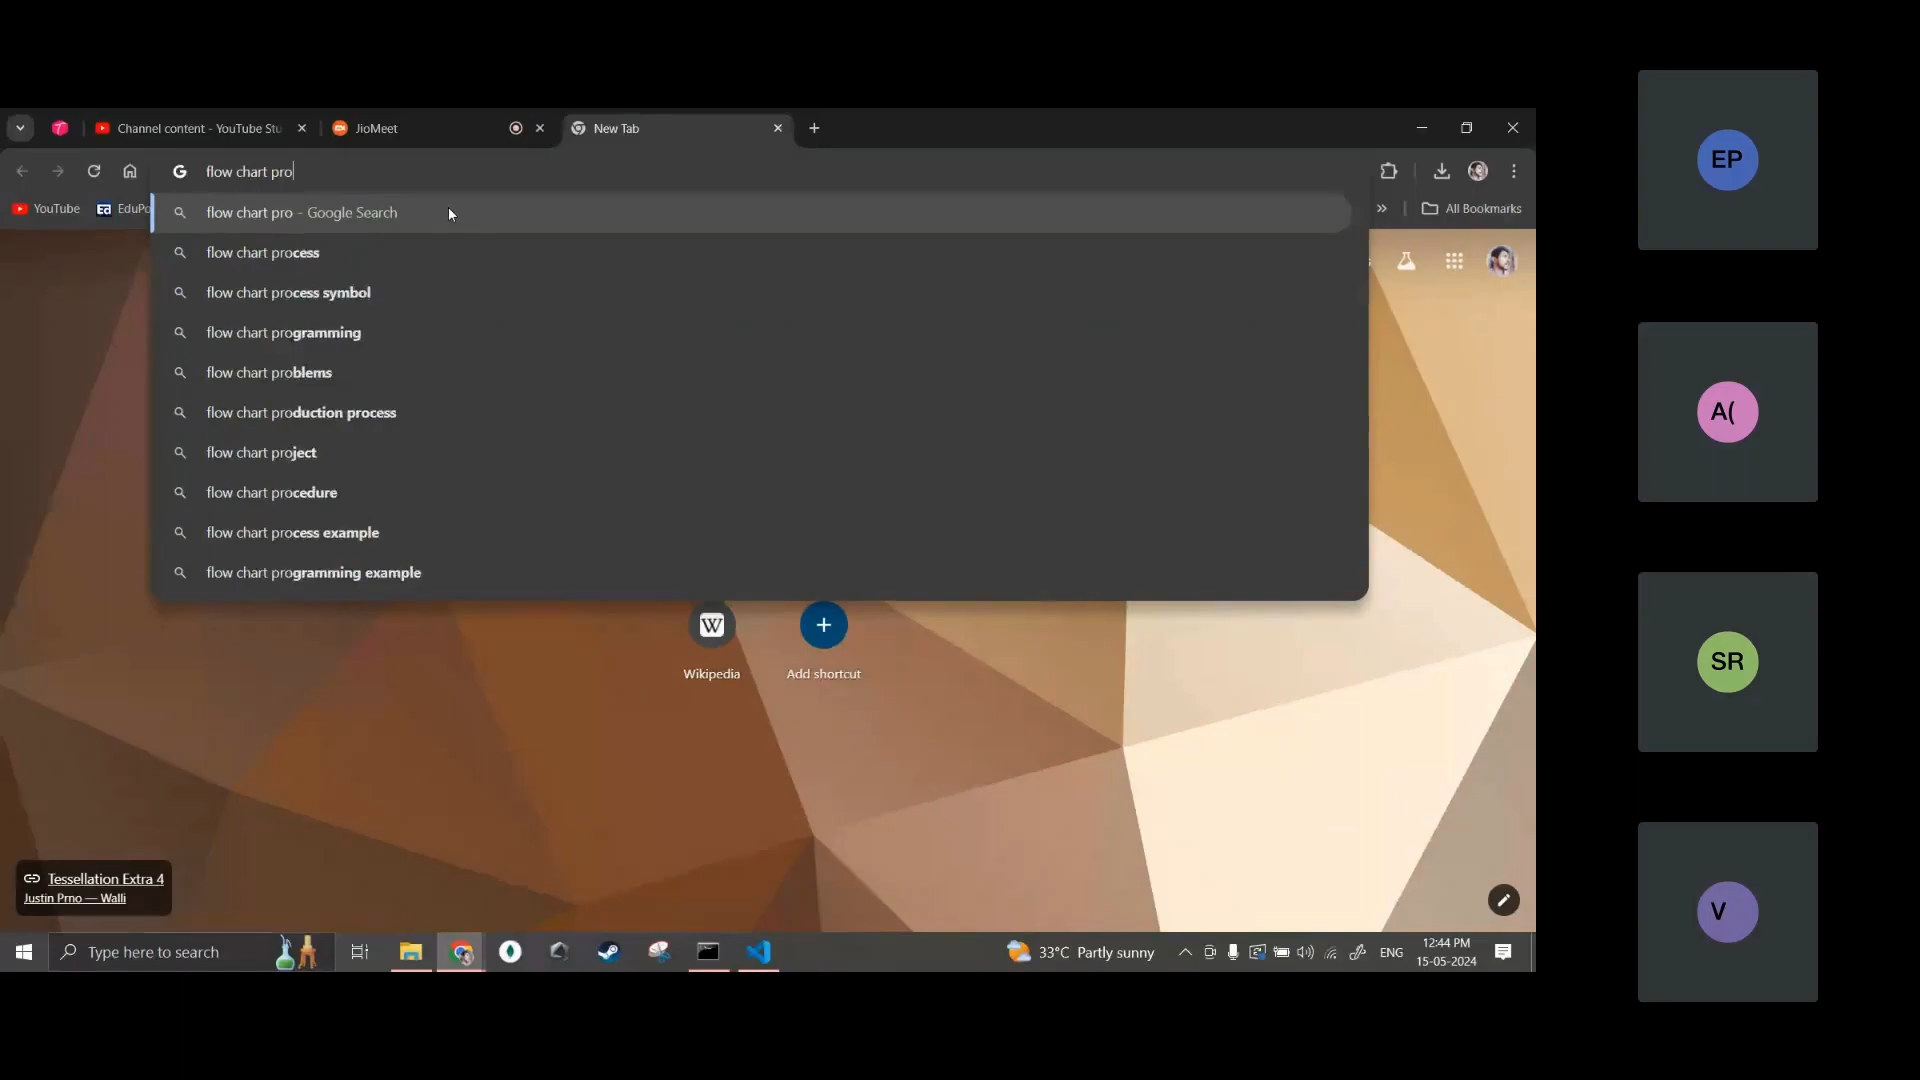 Channel content - YouTube Stu
JioMeet
New Tab
flow chart pro
YouTube
EduPo
All Bookmarks
flow chart pro - Google Search
flow chart process
flow chart process symbol
flow chart programming
flow chart problems
flow chart production process
flow chart project
flow chart procedure
flow chart process example
flow chart programming example
W
Wikipedia
Add shortcut
Tessellation Extra 4
Justin Prno — Walli
Type here to search
33°C Partly sunny
ENG
12:44 PM
15-05-2024
EP
A(
SR
V